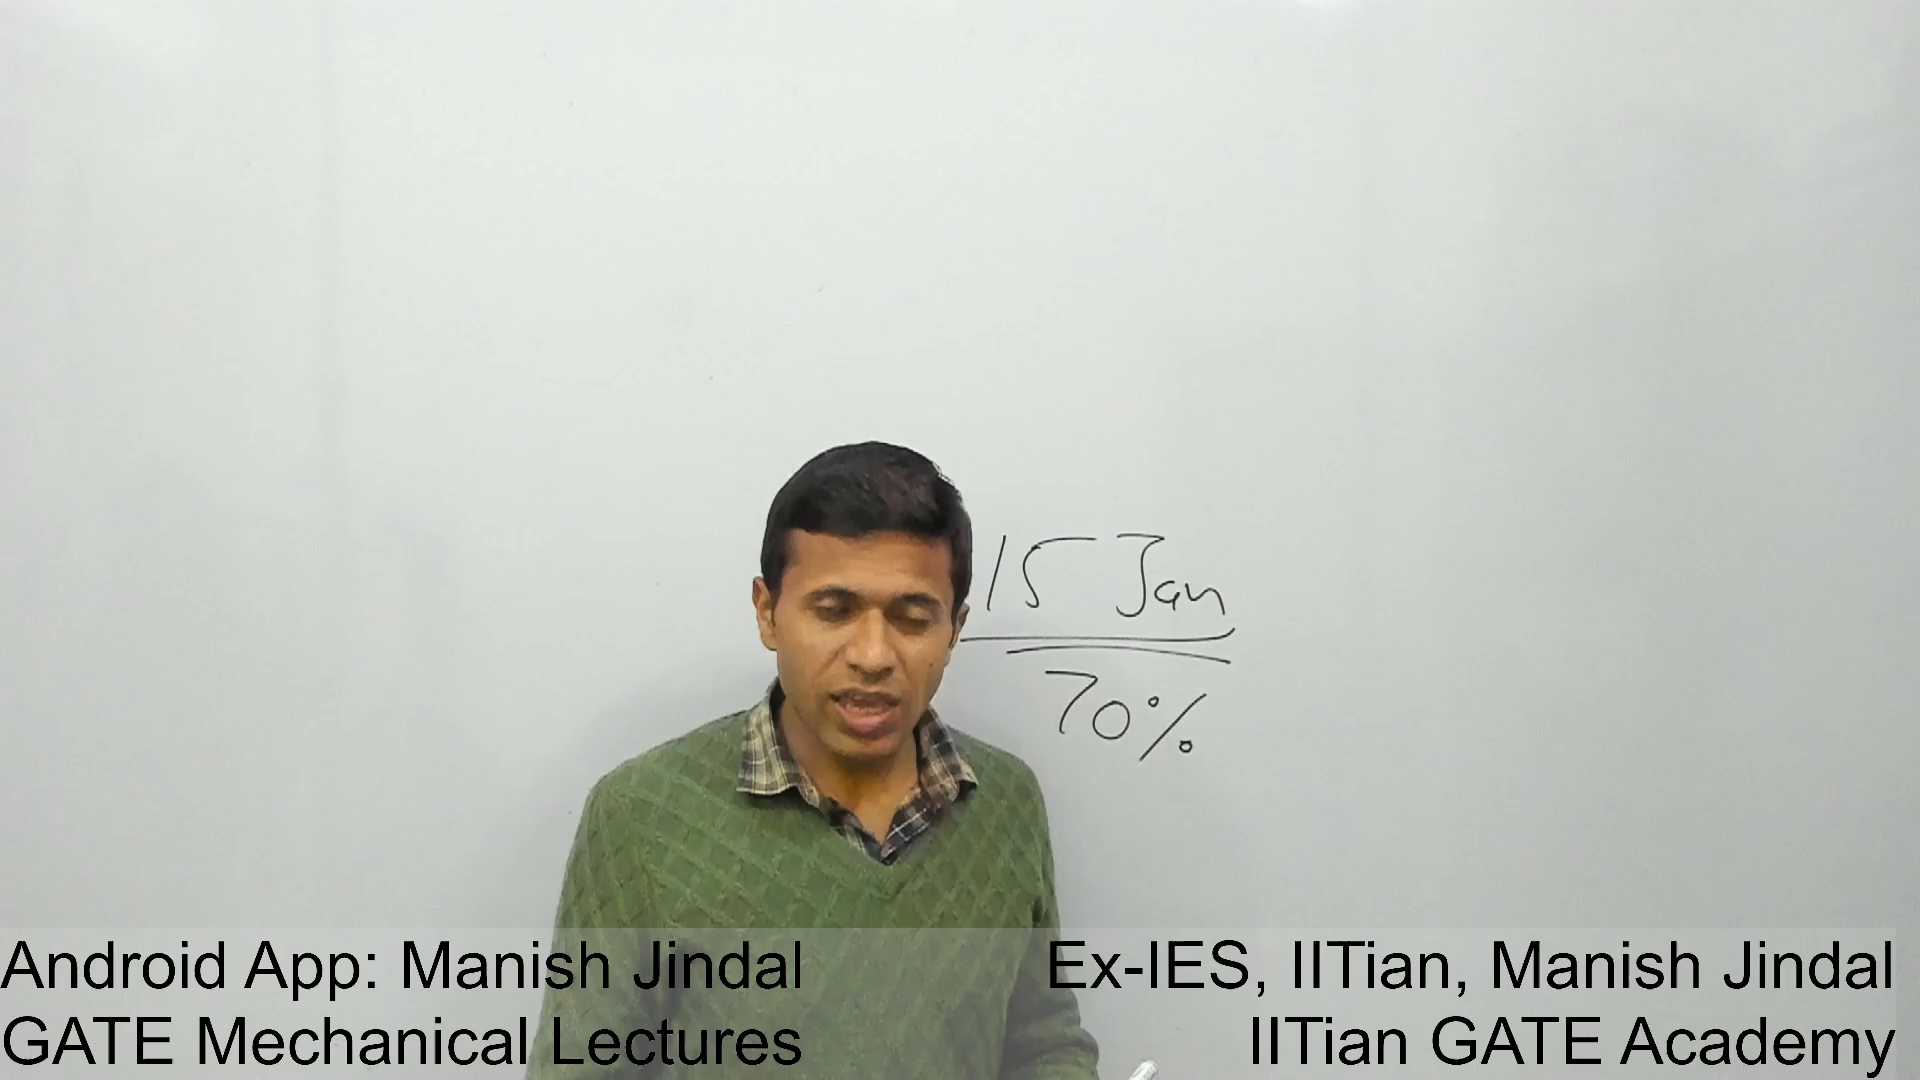 15 Jan
70%
Android App: Manish Jindal
GATE Mechanical Lectures
Ex-IES, IITian, Manish Jindal
IITian GATE Academy